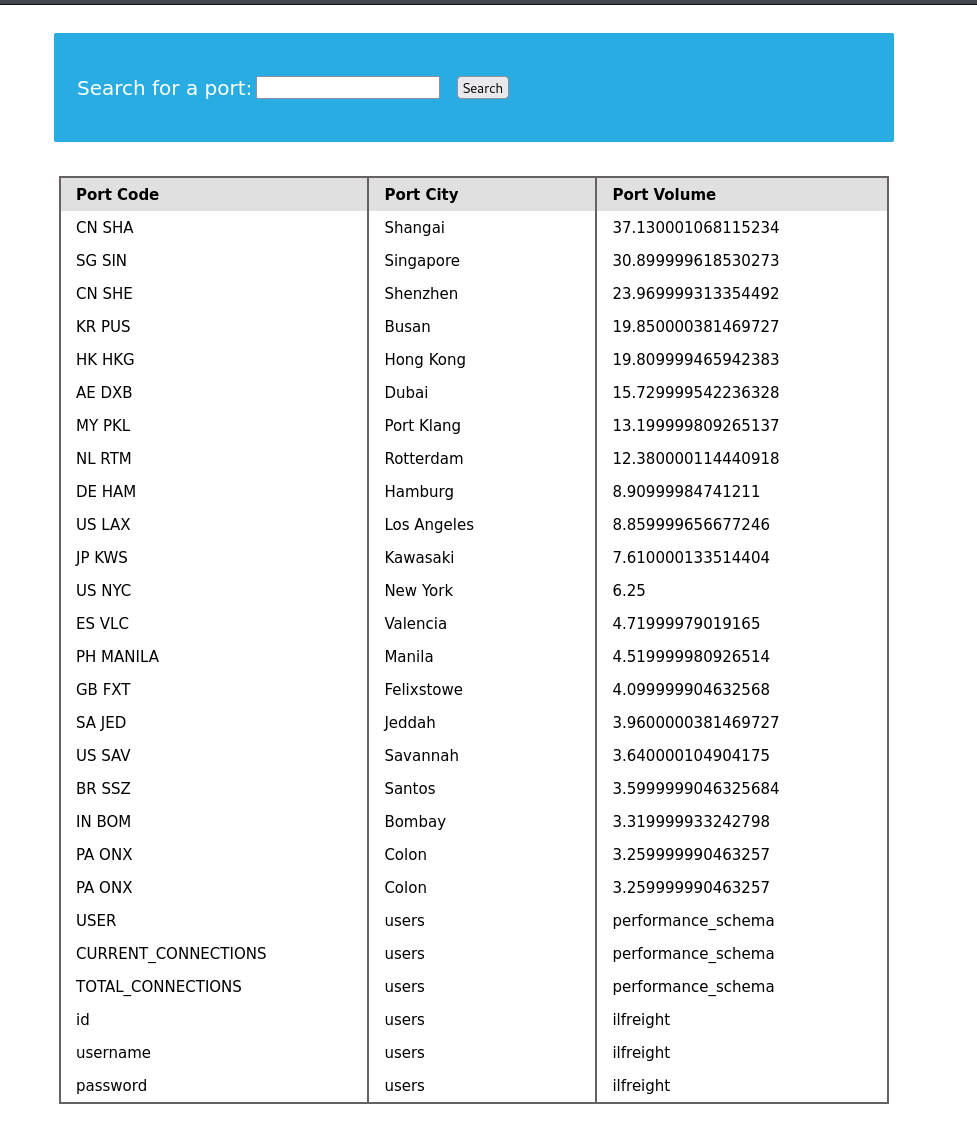 Search for a port: Search
Port Code Port City Port Volume
CN SHA Shangai 37.130001068115234
SG SIN Singapore 30.899999618530273
CN SHE Shenzhen 23.969999313354492
KR PUS Busan 19.850000381469727
HK HKG Hong Kong 19.809999465942383
AE DXB Dubai 15.729999542236328
MY PKL Port Klang 13.199999809265137
NL RTM Rotterdam 12.380000114440918
DE HAM Hamburg 8.90999984741211
US LAX Los Angeles 8.859999656677246
JP KWS Kawasaki 7.610000133514404
US NYC New York 6.25
ES VLC Valencia 4.71999979019165
PH MANILA Manila 4.519999980926514
GB FXT Felixstowe 4.099999904632568
SA JED Jeddah 3.9600000381469727
US SAV Savannah 3.640000104904175
BR SSZ Santos 3.5999999046325684
IN BOM Bombay 3.319999933242798
PA ONX Colon 3.259999990463257
PA ONX Colon 3.259999990463257
USER users performance_schema
CURRENT_CONNECTIONS users performance_schema
TOTAL_CONNECTIONS users performance_schema
id users ilfreight
username users ilfreight
password users ilfreight